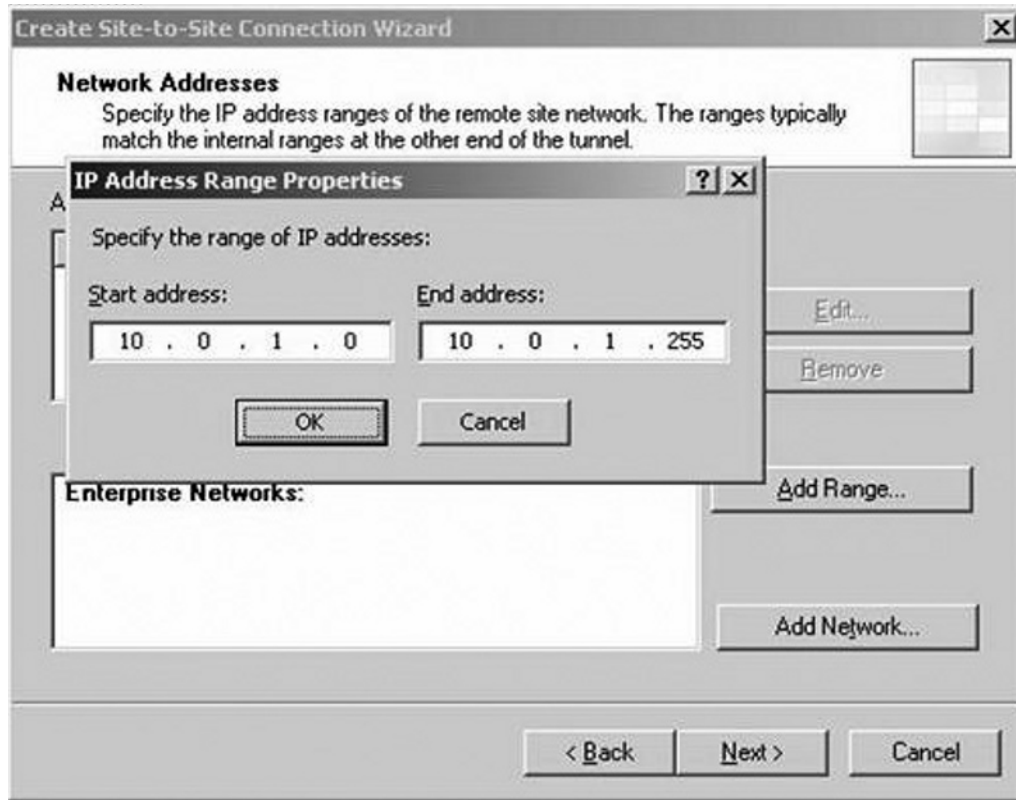 Create Site-to-Site Connection Wizard
Network Addresses
Specify the IP address ranges of the remote site network. The ranges typically
match the internal ranges at the other end of the tunnel.
IP Address Range Properties
Specify the range of IP addresses:
Start address:
End address:
10 . 0 . 1 . 0
10 . 0 . 1 . 255
OK
Cancel
Edit...
Remove
Enterprise Networks:
Add Range...
Add Network...
< Back
Next >
Cancel